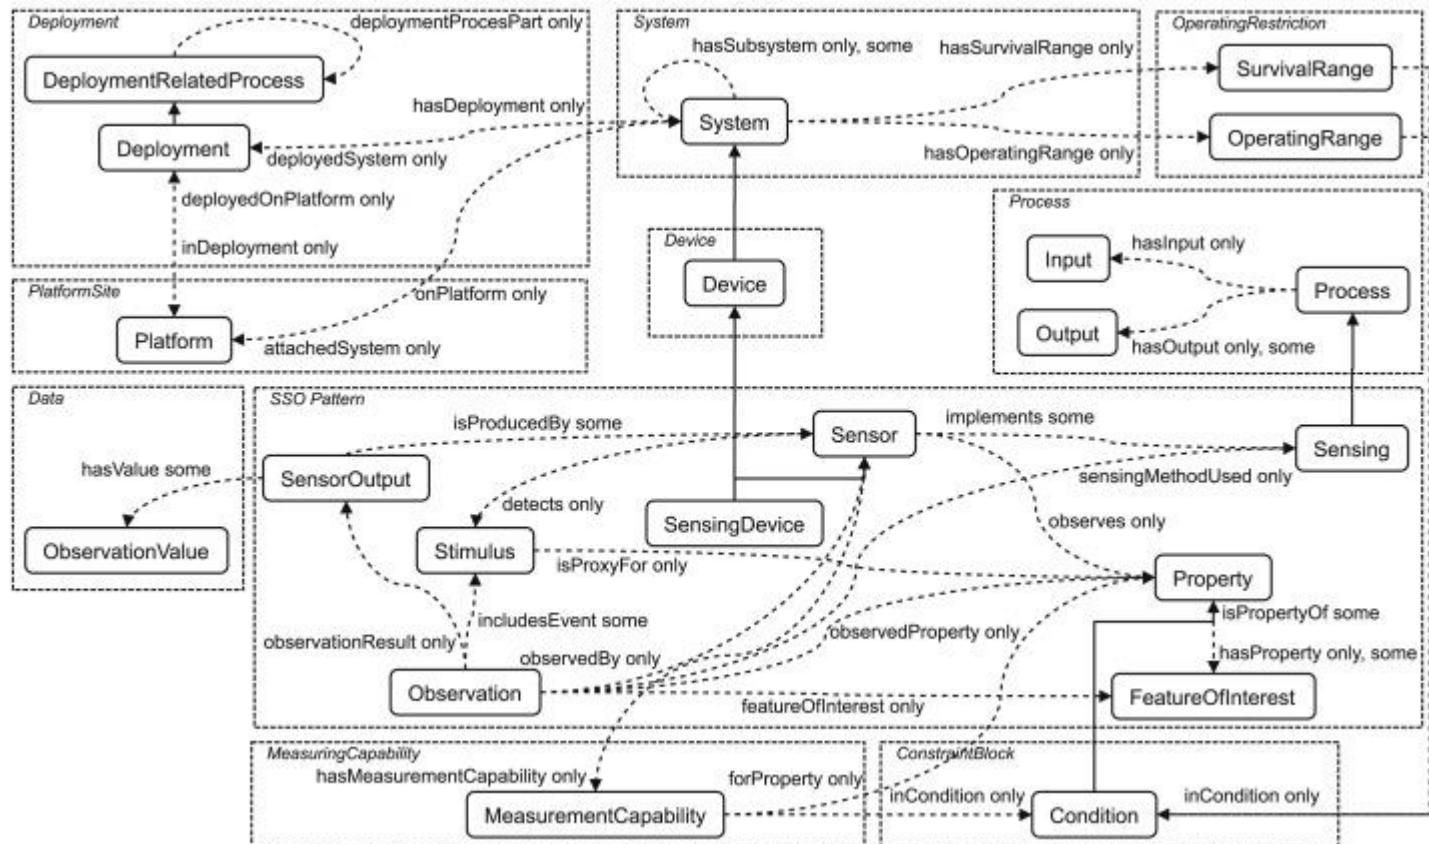 Deployment
deploymentProcesPart only
DeploymentRelatedProcess
hasDeployment only
Deployment
deployedSystem only
deployedOnPlatform only
inDeployment only
System
hasSubsystem only, some
hasSurvivalRange only
System
hasOperatingRange only
OperatingRestriction
SurvivalRange
OperatingRange
Process
hasInput only
Input
Process
Output
hasOutput only, some
Device
Device
PlatformSite
onPlatform only
Platform
attachedSystem only
Data
hasValue some
ObservationValue
SSO Pattern
isProducedBy some
Sensor
implements some
Sensing
SensorOutput
sensingMethodUsed only
detects only
SensingDevice
observes only
Stimulus
isProxyFor only
Property
includesEvent some
isPropertyOf some
observationResult only
observedProperty only
observedBy only
hasProperty only, some
Observation
featureOfInterest only
FeatureOfInterest
MeasuringCapability
hasMeasurementCapability only
forProperty only
MeasurementCapability
inCondition only
ConstraintBlock
Condition
inCondition only